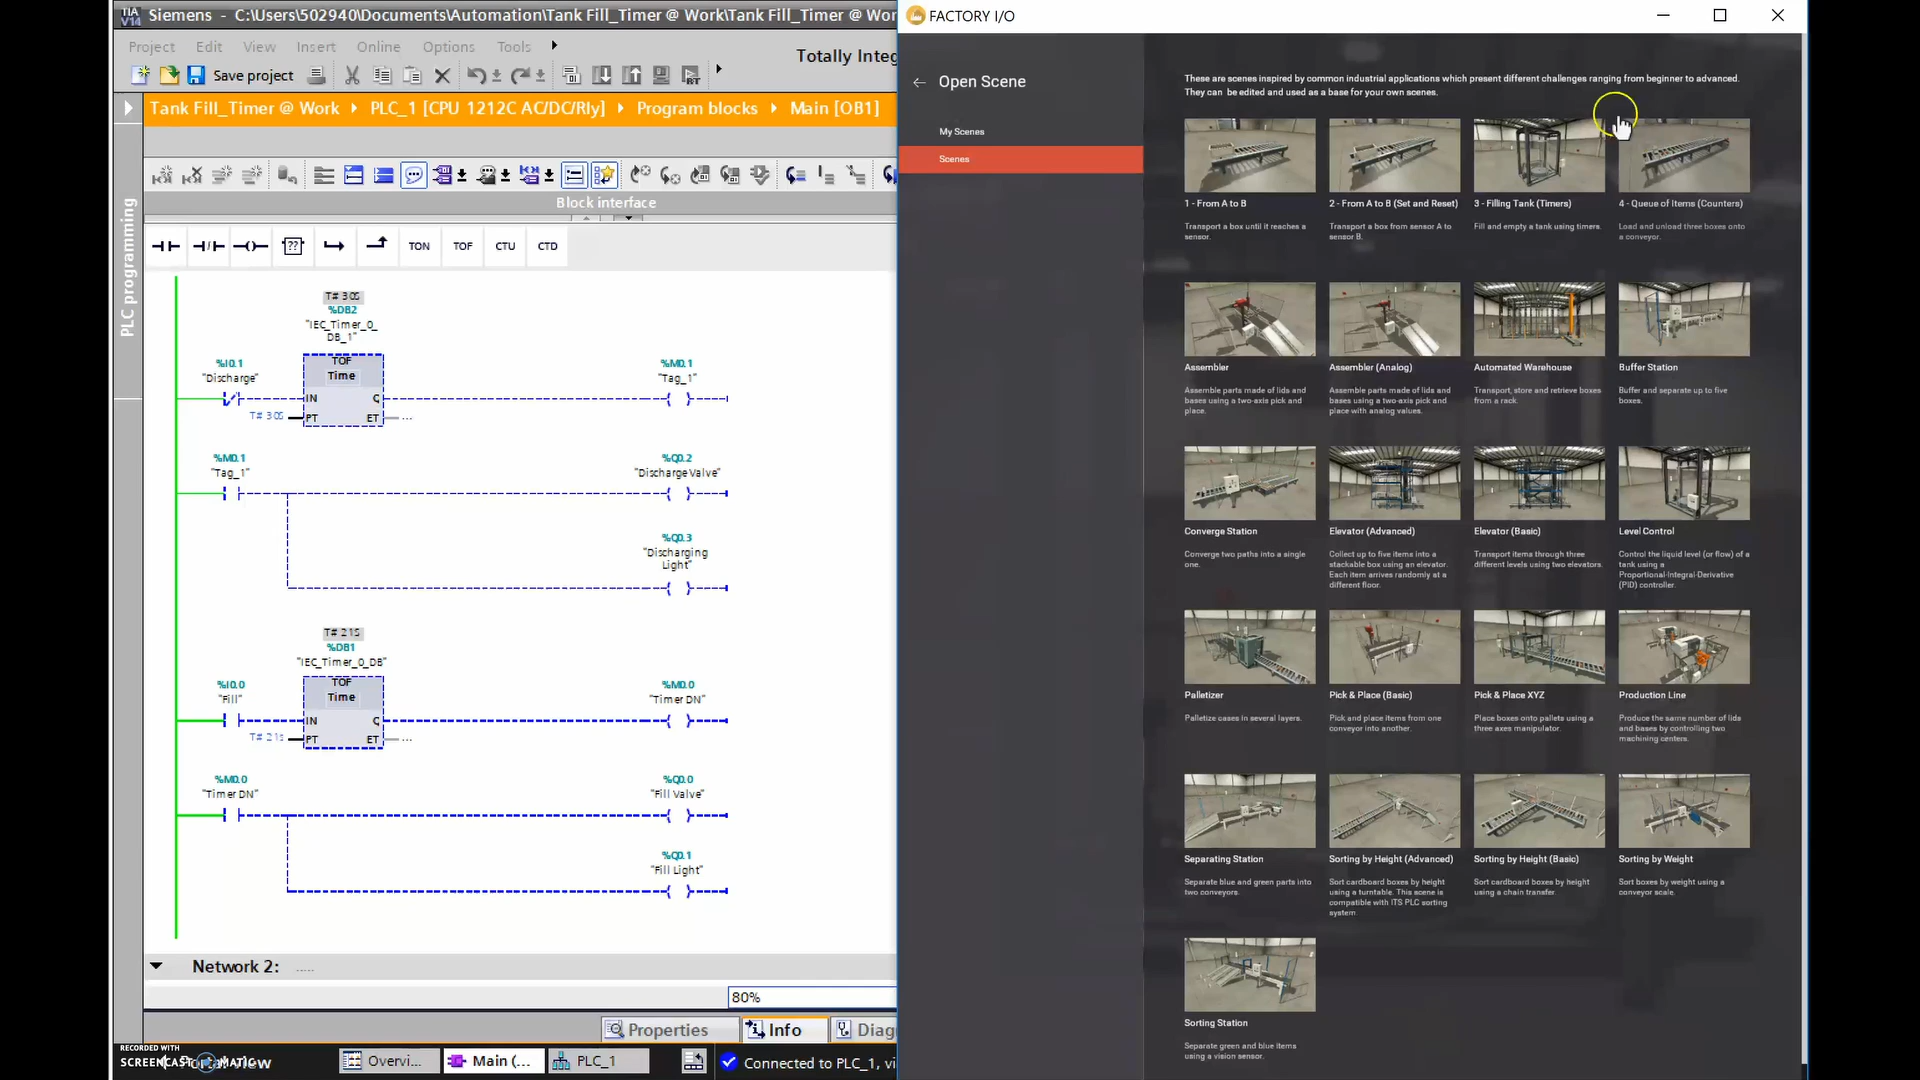 TIA
V14
Siemens - C:\Users\502940\Documents\Automation\Tank Fill_Timer @ Work\Tank Fill_Timer @ Wor
Project Edit View Insert Online Options Tools
Totally Integ
Save project
Tank Fill_Timer @ Work PLC_1 [CPU 1212C AC/DC/Rly] Program blocks Main [OB1]
PLC programming
Block interface
?? TON TOF CTU CTD
T# 30S
%DB2
"IEC_Timer_0_
DB_1"
%I0.1
"Discharge"
TOF
Time
%M0.1
"Tag_1"
IN Q
T# 30S PT ET ...
%M0.1
"Tag_1"
%Q0.2
"Discharge Valve"
%Q0.3
"Discharging
Light"
T# 21S
%DB1
"IEC_Timer_0_DB"
%I0.0
"Fill"
TOF
Time
%M0.0
"Timer DN"
IN Q
T# 21s PT ET ...
%M0.0
"Timer DN"
%Q0.0
"Fill Valve"
%Q0.1
"Fill Light"
Network 2: .....
80%
Properties Info Diag
RECORDED WITH
SCREENCAST MATIC
Overvi... Main (... PLC_1 Connected to PLC_1, vi
FACTORY I/O
Open Scene
My Scenes
Scenes
These are scenes inspired by common industrial applications which present different challenges ranging from beginner to advanced.
They can be edited and used as a base for your own scenes.
1 - From A to B
Transport a box until it reaches a
sensor.
2 - From A to B (Set and Reset)
Transport a box from sensor A to
sensor B.
3 - Filling Tank (Timers)
Fill and empty a tank using timers.
4 - Queue of Items (Counters)
Load and unload three boxes onto
a conveyor.
Assembler
Assemble parts made of lids and
bases using a two-axis pick and
place.
Assembler (Analog)
Assemble parts made of lids and
bases using a two-axis pick and
place with analog values.
Automated Warehouse
Transport, store and retrieve boxes
from a rack.
Buffer Station
Buffer and separate up to five
boxes.
Converge Station
Converge two paths into a single
one.
Elevator (Advanced)
Collect up to five items into a
stackable box using an elevator.
Each item arrives randomly at a
different floor.
Elevator (Basic)
Transport items through three
different levels using two elevators.
Level Control
Control the liquid level (or flow) of a
tank using a
Proportional-Integral-Derivative
(PID) controller.
Palletizer
Palletize cases in several layers.
Pick & Place (Basic)
Pick and place items from one
conveyor into another.
Pick & Place XYZ
Place boxes onto pallets using a
three axes manipulator.
Production Line
Produce the same number of lids
and bases by controlling two
machining centers.
Separating Station
Separate blue and green parts into
two conveyors.
Sorting by Height (Advanced)
Sort cardboard boxes by height
using a turntable. This scene is
compatible with ITS PLC sorting
system
Sorting by Height (Basic)
Sort cardboard boxes by height
using a chain transfer.
Sorting by Weight
Sort boxes by weight using a
conveyor scale.
Sorting Station
Separate green and blue items
using a vision sensor.